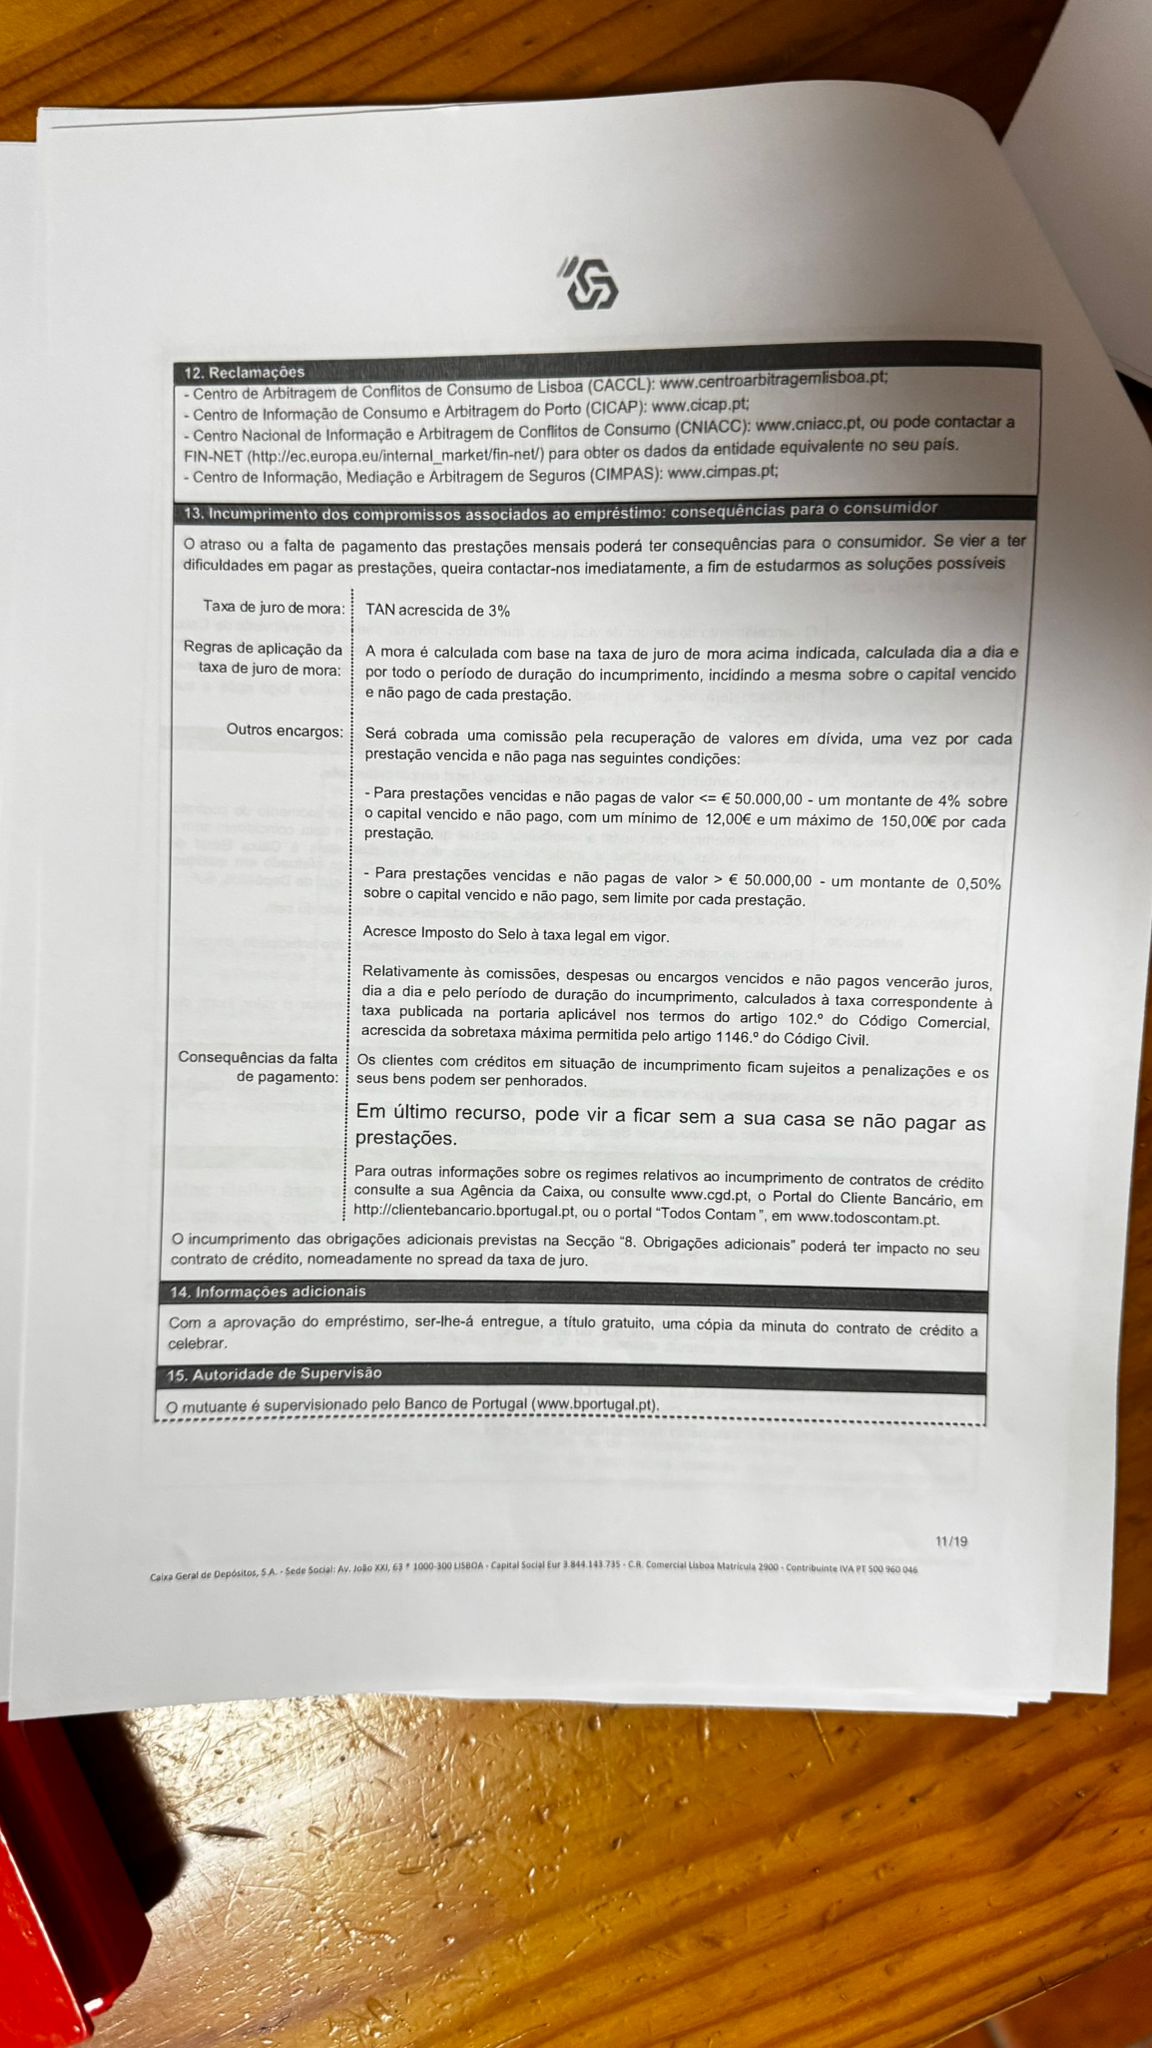 12. Reclamações
- Centro de Arbitragem de Conflitos de Consumo de Lisboa (CACCL): www.centroarbitragemlisboa.pt;
- Centro de Informação de Consumo e Arbitragem do Porto (CICAP): www.cicap.pt;
- Centro Nacional de Informação e Arbitragem de Conflitos de Consumo (CNIACC): www.cniacc.pt, ou pode contactar a
FIN-NET (http://ec.europa.eu/internal_market/fin-net/) para obter os dados da entidade equivalente no seu país.
- Centro de Informação, Mediação e Arbitragem de Seguros (CIMPAS): www.cimpas.pt;
13. Incumprimento dos compromissos associados ao empréstimo: consequências para o consumidor
O atraso ou a falta de pagamento das prestações mensais poderá ter consequências para o consumidor. Se vier a ter
dificuldades em pagar as prestações, queira contactar-nos imediatamente, a fim de estudarmos as soluções possíveis
Taxa de juro de mora:
TAN acrescida de 3%
Regras de aplicação da
taxa de juro de mora:
A mora é calculada com base na taxa de juro de mora acima indicada, calculada dia a dia e
por todo o período de duração do incumprimento, incidindo a mesma sobre o capital vencido
e não pago de cada prestação.
Outros encargos:
Será cobrada uma comissão pela recuperação de valores em dívida, uma vez por cada
prestação vencida e não paga nas seguintes condições:
- Para prestações vencidas e não pagas de valor <= € 50.000,00 - um montante de 4% sobre
o capital vencido e não pago, com um mínimo de 12,00€ e um máximo de 150,00€ por cada
prestação.
- Para prestações vencidas e não pagas de valor > € 50.000,00 - um montante de 0,50%
sobre o capital vencido e não pago, sem limite por cada prestação.
Acresce Imposto do Selo à taxa legal em vigor.
Relativamente às comissões, despesas ou encargos vencidos e não pagos vencerão juros,
dia a dia e pelo período de duração do incumprimento, calculados à taxa correspondente à
taxa publicada na portaria aplicável nos termos do artigo 102.º do Código Comercial,
acrescida da sobretaxa máxima permitida pelo artigo 1146.º do Código Civil.
Consequências da falta
de pagamento:
Os clientes com créditos em situação de incumprimento ficam sujeitos a penalizações e os
seus bens podem ser penhorados.
Em último recurso, pode vir a ficar sem a sua casa se não pagar as
prestações.
Para outras informações sobre os regimes relativos ao incumprimento de contratos de crédito
consulte a sua Agência da Caixa, ou consulte www.cgd.pt, o Portal do Cliente Bancário, em
http://clientebancario.bportugal.pt, ou o portal “Todos Contam”, em www.todoscontam.pt.
O incumprimento das obrigações adicionais previstas na Secção “8. Obrigações adicionais” poderá ter impacto no seu
contrato de crédito, nomeadamente no spread da taxa de juro.
14. Informações adicionais
Com a aprovação do empréstimo, ser-lhe-á entregue, a título gratuito, uma cópia da minuta do contrato de crédito a
celebrar.
15. Autoridade de Supervisão
O mutuante é supervisionado pelo Banco de Portugal (www.bportugal.pt).
11/19
Caixa Geral de Depósitos, S.A. - Sede Social: Av. João XXI, 63 * 1000-300 LISBOA - Capital Social Eur 3.844.143.735 - C.R. Comercial Lisboa Matrícula 2900 - Contribuinte IVA PT 500 960 046